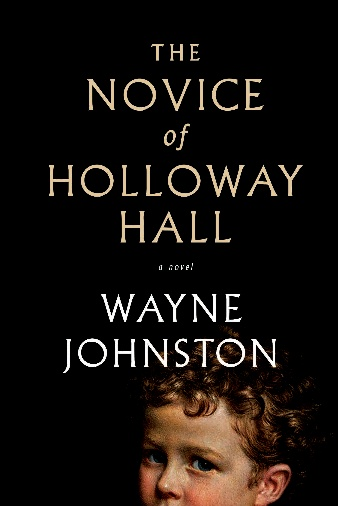 THE
NOVICE
of
HOLLOWAY
HALL
a novel
WAYNE
JOHNSTON